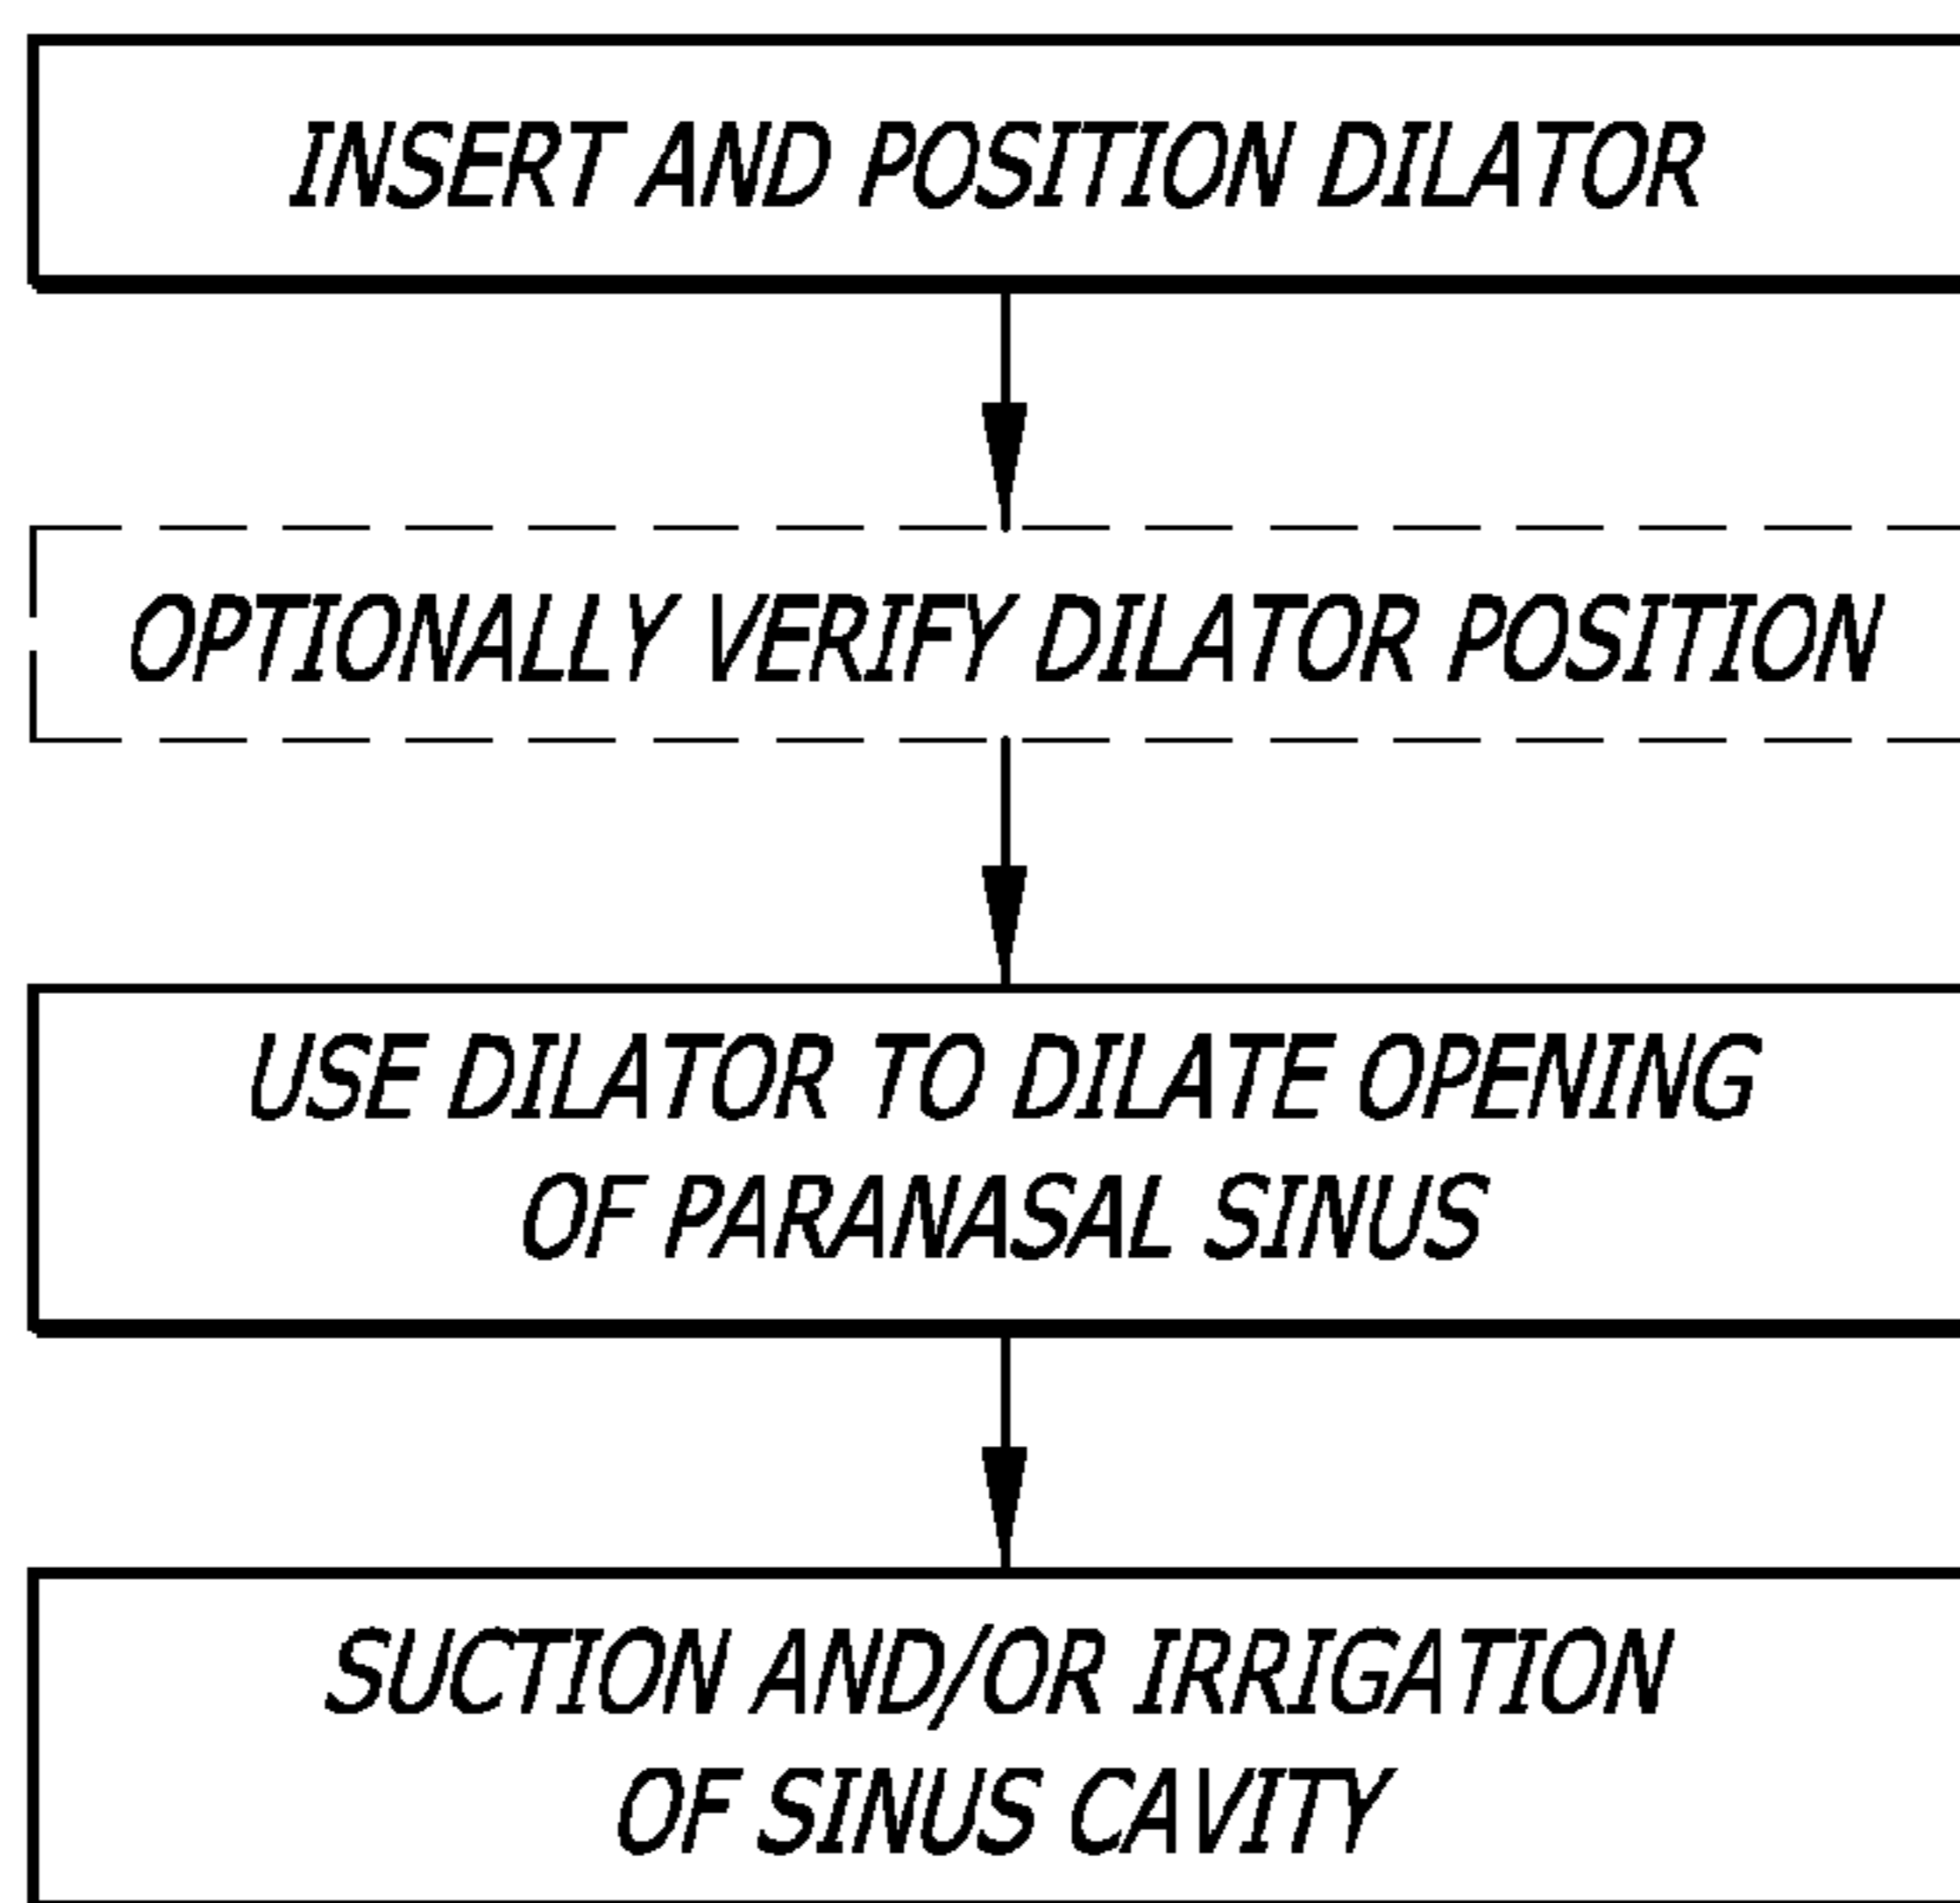 INSERT AND POSITION DILATOR
OPTIONALLY VERIFY DILATOR POSITION
USE DILATOR TO DILATE OPENING
OF PARANASAL SINUS
SUCTION AND/OR IRRIGATION
OF SINUS CAVITY